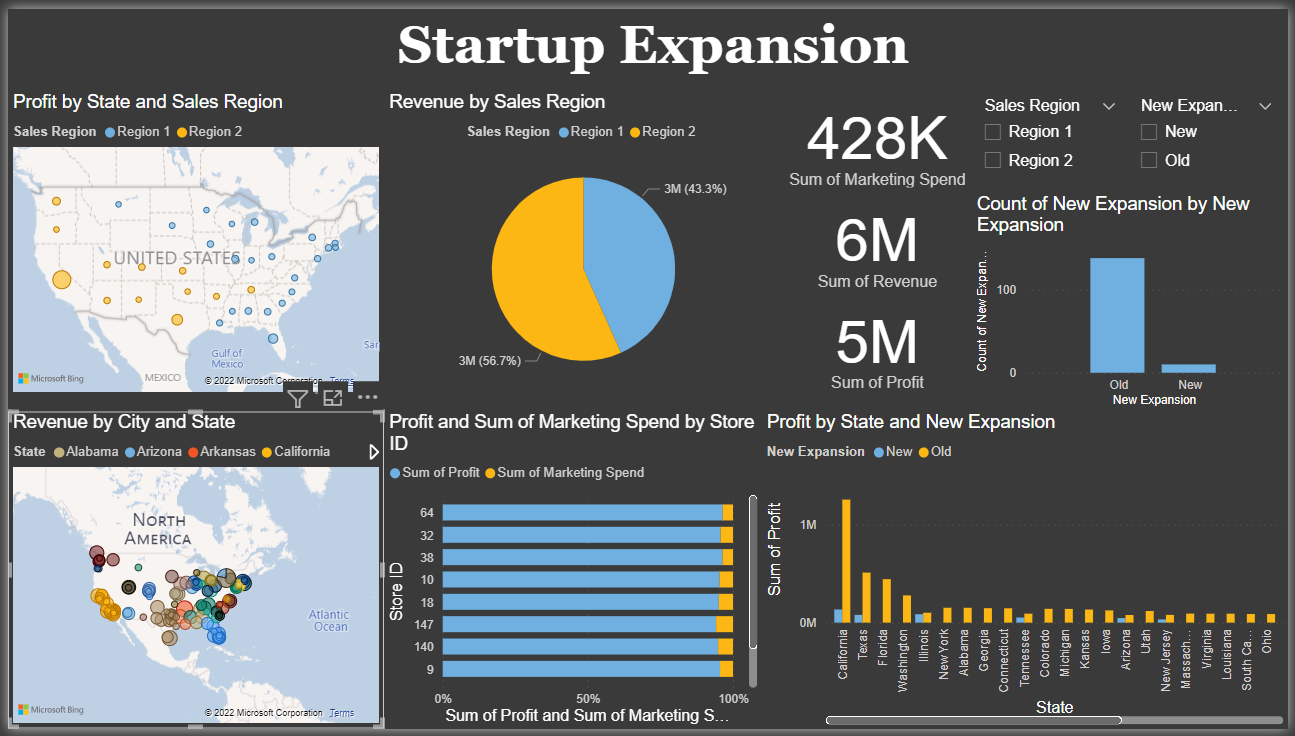 Startup Expansion
Profit by State and Sales Region
Sales Region Region 1 Region 2
UNITED STATES
Gulf of
Mexico
San
MEXICO
Microsoft Bing
© 2022 Microsoft Corporation Terms
Revenue by Sales Region
Sales Region Region 1 Region 2
3M (43.3%)
3M (56.7%)
428K
Sum of Marketing Spend
6M
Sum of Revenue
5M
Sum of Profit
Sales Region
Region 1
Region 2
New Expan...
New
Old
Count of New Expansion by New
Expansion
Count of New Expan...
100
0
Old
New
New Expansion
Revenue by City and State
State Alabama Arizona Arkansas California
NORTH
AMERICA
Atlantic
Ocean
Microsoft Bing
© 2022 Microsoft Corporation Terms
Profit and Sum of Marketing Spend by Store
ID
Sum of Profit Sum of Marketing Spend
Store ID
64
32
38
10
18
147
140
9
0%
50%
100%
Sum of Profit and Sum of Marketing S...
Profit by State and New Expansion
New Expansion New Old
Sum of Profit
1M
0M
California
Texas
Florida
Washington
Illinois
New York
Alabama
Georgia
Connecticut
Tennessee
Colorado
Michigan
Kansas
Iowa
Arizona
Utah
New Jersey
Massach...
Virginia
Louisiana
South Ca...
Ohio
State